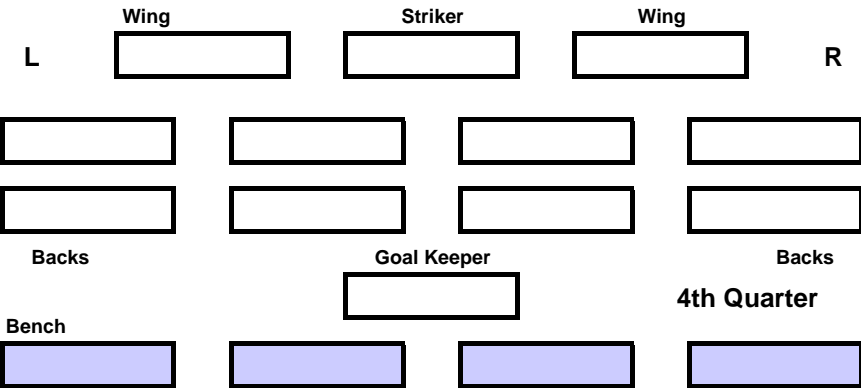 Wing Striker Wing
L R
Backs Goal Keeper Backs
4th Quarter
Bench